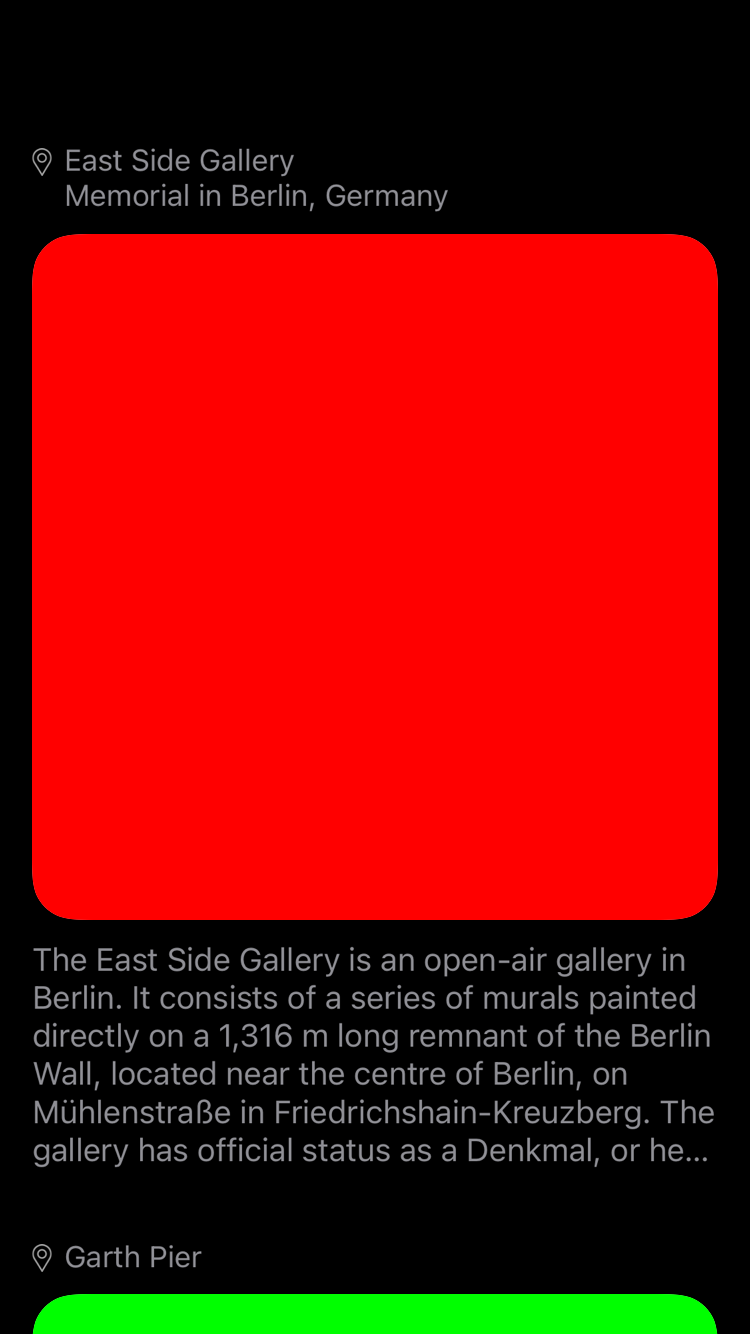 East Side Gallery
Memorial in Berlin, Germany
The East Side Gallery is an open-air gallery in
Berlin. It consists of a series of murals painted
directly on a 1,316 m long remnant of the Berlin
Wall, located near the centre of Berlin, on
Mühlenstraße in Friedrichshain-Kreuzberg. The
gallery has official status as a Denkmal, or he...
Garth Pier